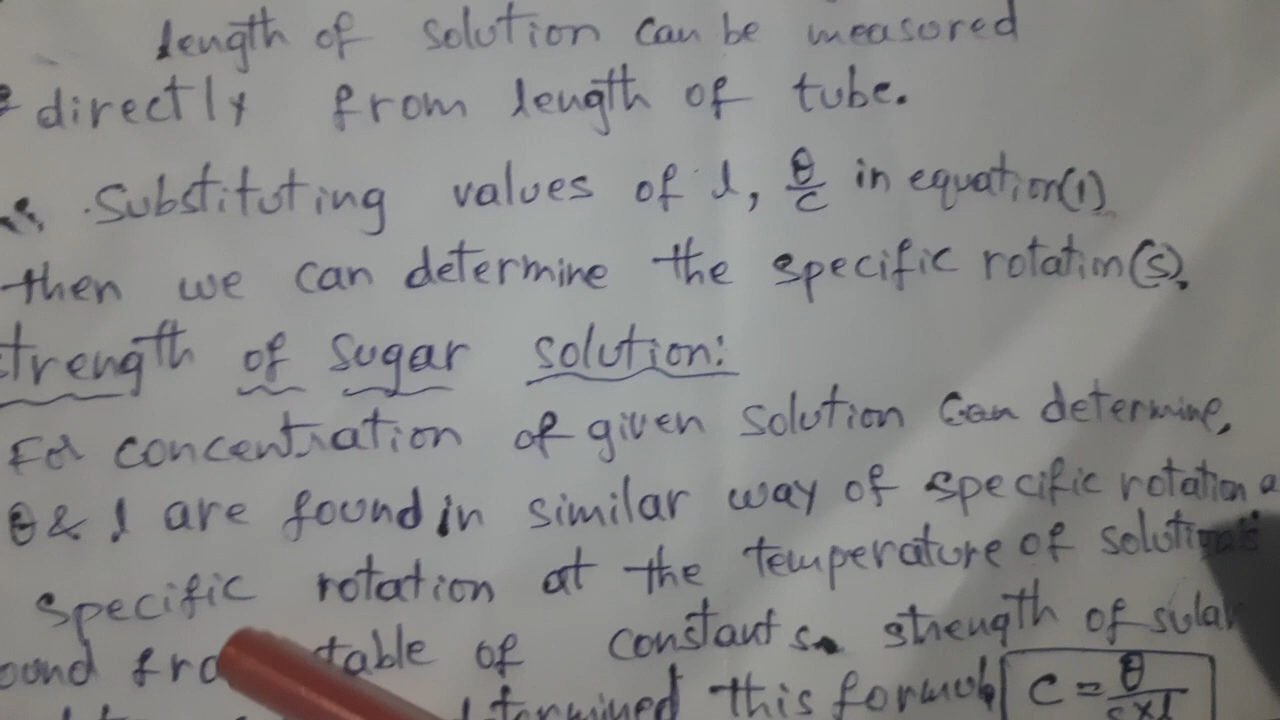 length of solution can be measured
directly from length of tube.
Substituting values of l, θ/c in equation(1)
then we can determine the specific rotation(s).
trength of sugar solution:
For concentration of given solution can determine,
θ & l are found in similar way of specific rotation a
specific rotation at the temperature of solution
ound fro table of constants strength of
termined this formula C = θ/s×l